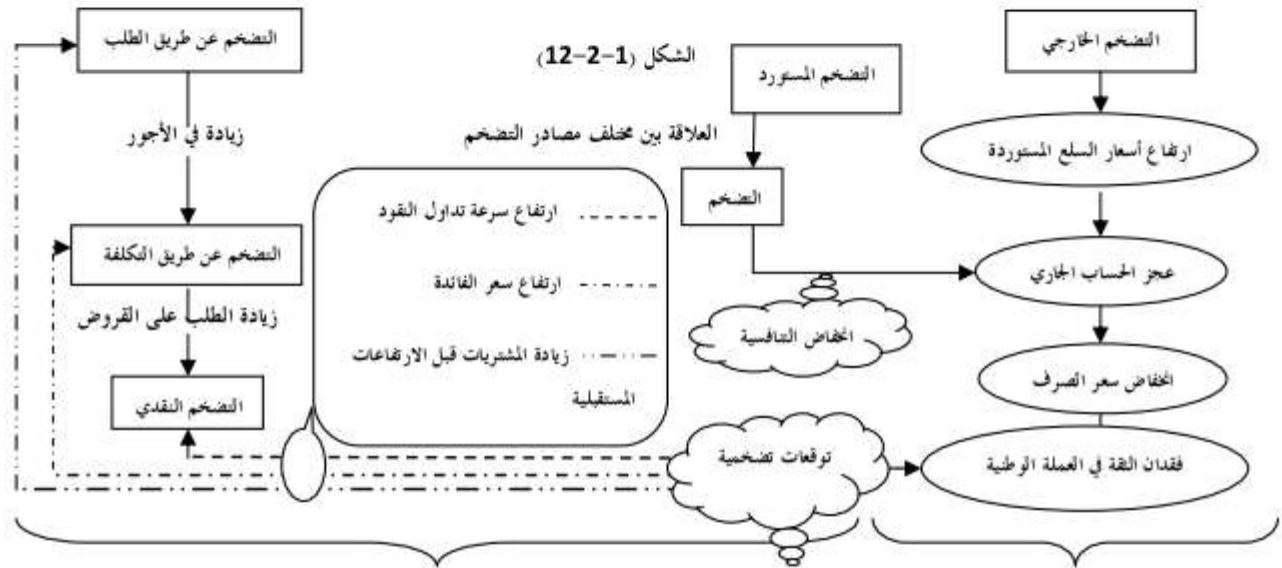 الشكل (1-2-12)
العلاقة بين مختلف مصادر التضخم
التضخم الخارجي
ارتفاع أسعار السلع المستوردة
عجز الحساب الجاري
انخفاض سعر الصرف
فقدان الثقة في العملة الوطنية
التضخم المستورد
التضخم
انخفاض التنافسية
توقعات تضخمية
ارتفاع سرعة تداول النقود
ارتفاع سعر الفائدة
زيادة المشتريات قبل الارتفاعات
المستقبلية
التضخم عن طريق الطلب
زيادة في الأجور
التضخم عن طريق التكلفة
زيادة الطلب على القروض
التضخم النقدي